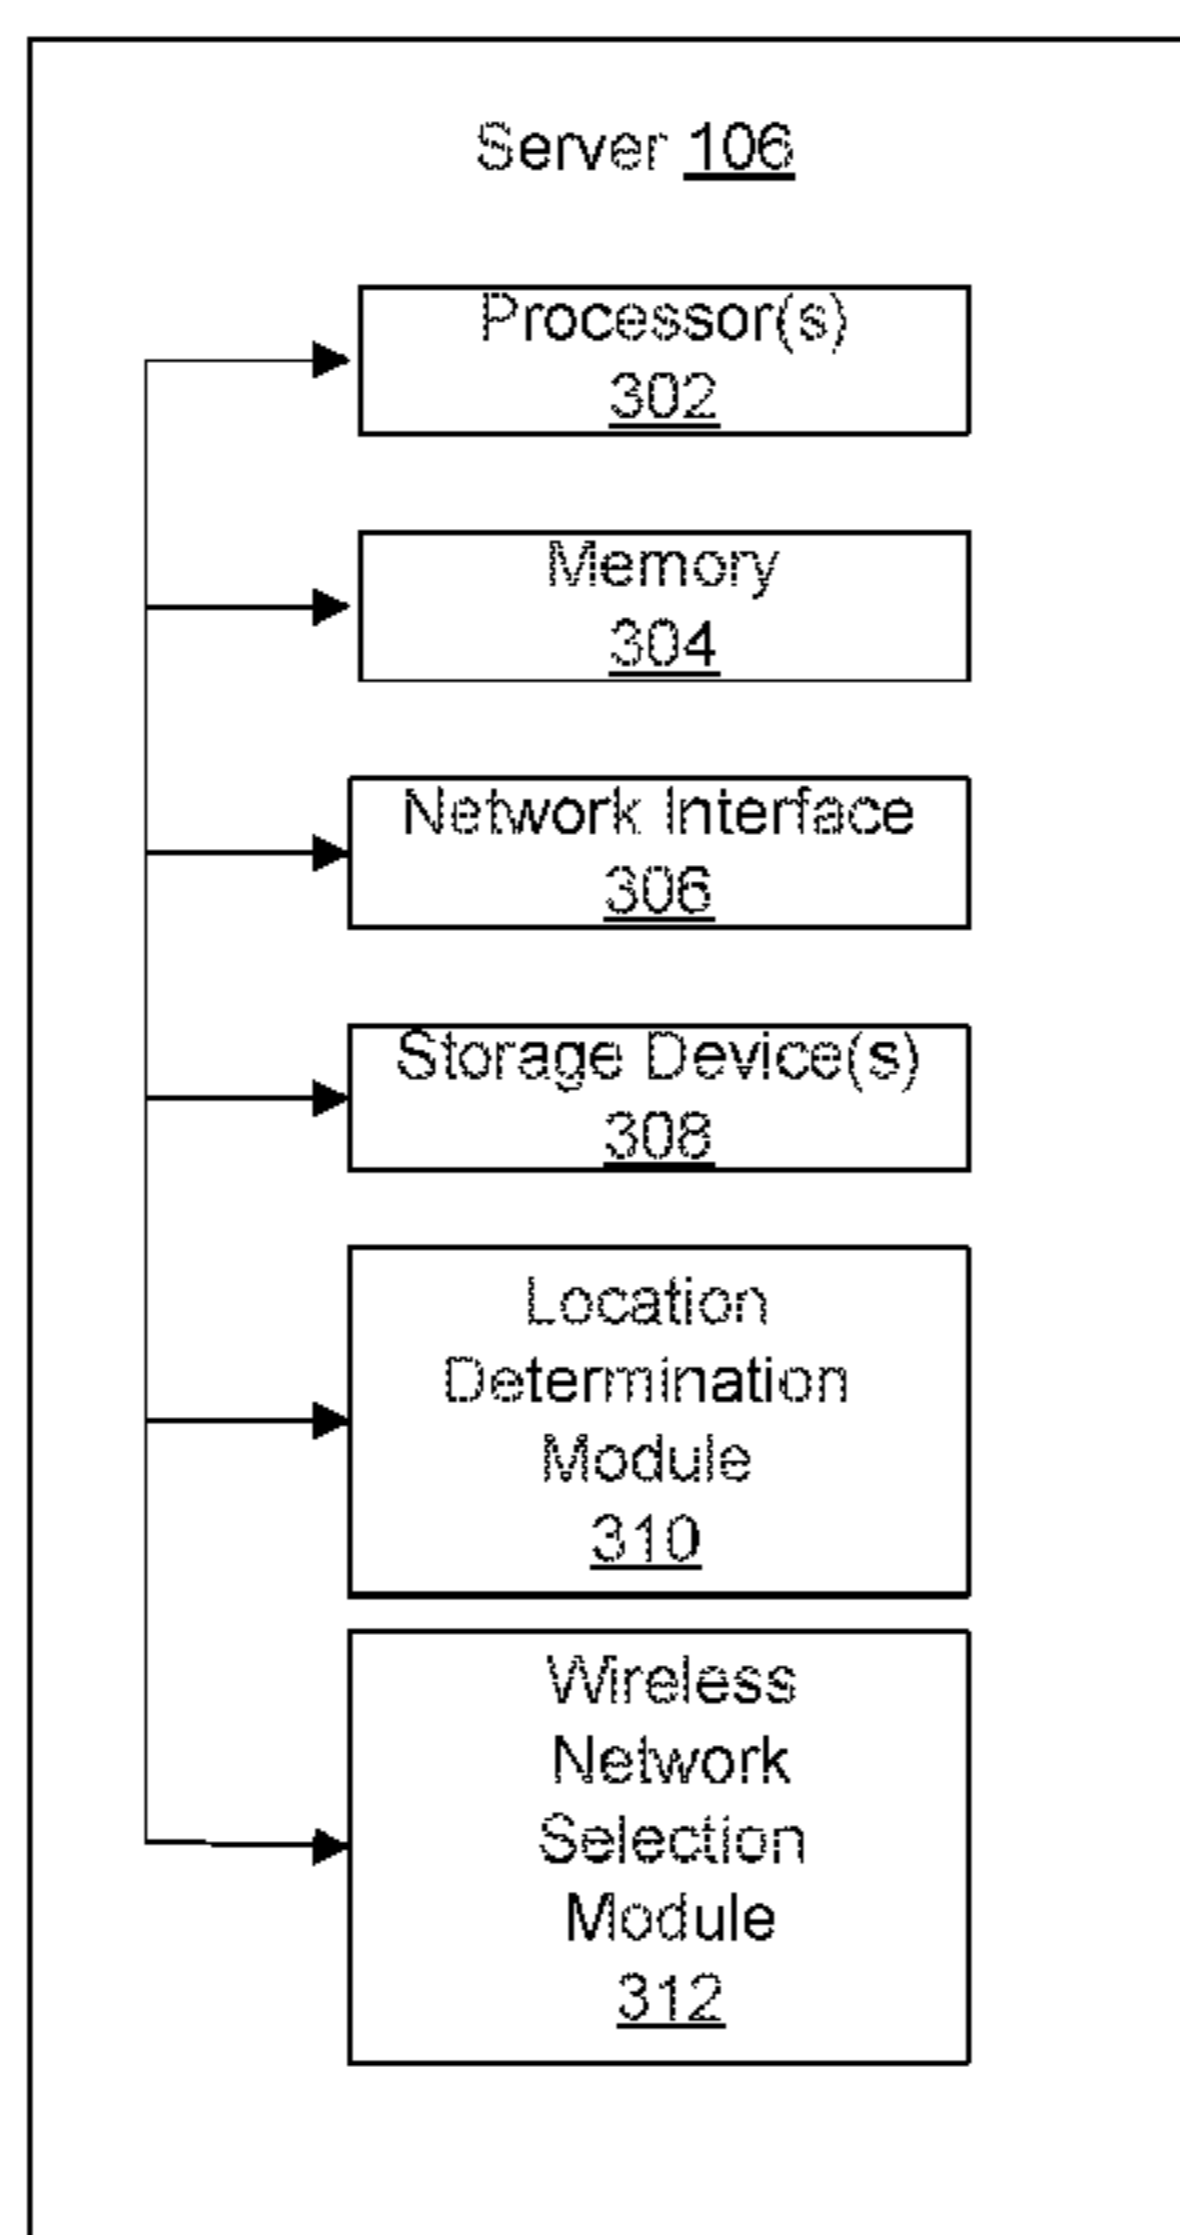 Server 106
Processor(s)
302
Memory
304
Network Interface
306
Storage Device(s)
308
Location
Determination
Module
310
Wireless
Network
Selection
Module
312